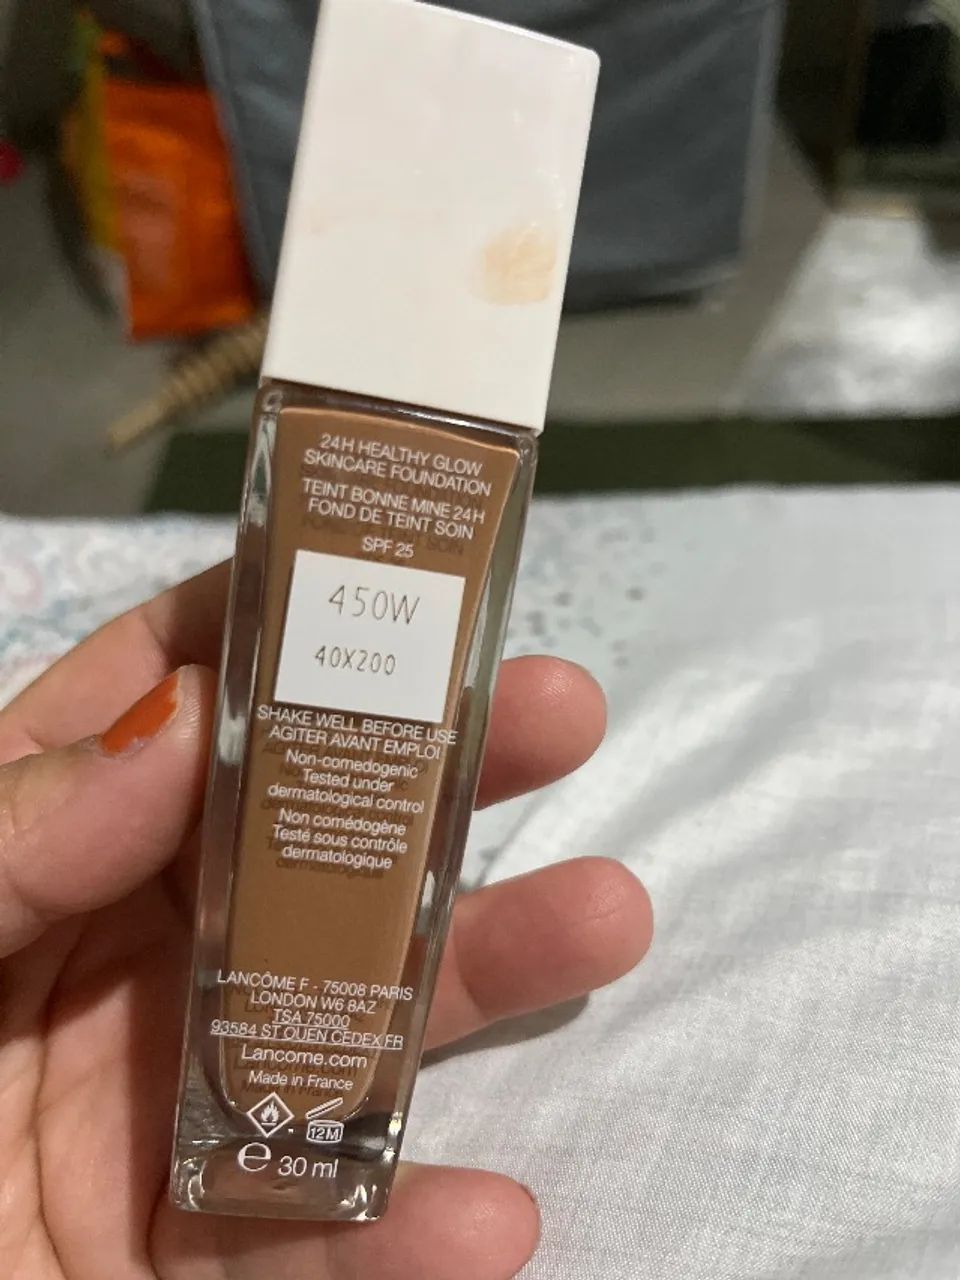 24H HEALTHY GLOW
SKINCARE FOUNDATION
TEINT BONNE MINE 24H
FOND DE TEINT SOIN
SPF 25
450W
40X200
SHAKE WELL BEFORE USE
AGITER AVANT EMPLOI
Non-comedogenic
Tested under
dermatological control
Non comédogène
Testé sous contrôle
dermatologique
LANCÔME F - 75008 PARIS
LONDON W6 8AZ
TSA 75000
93584 ST OUEN CEDEX FR
Lancome.com
Made in France
12M
e 30 ml